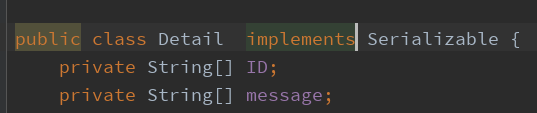 public class Detail  implements Serializable {
    private String[] ID;
    private String[] message;